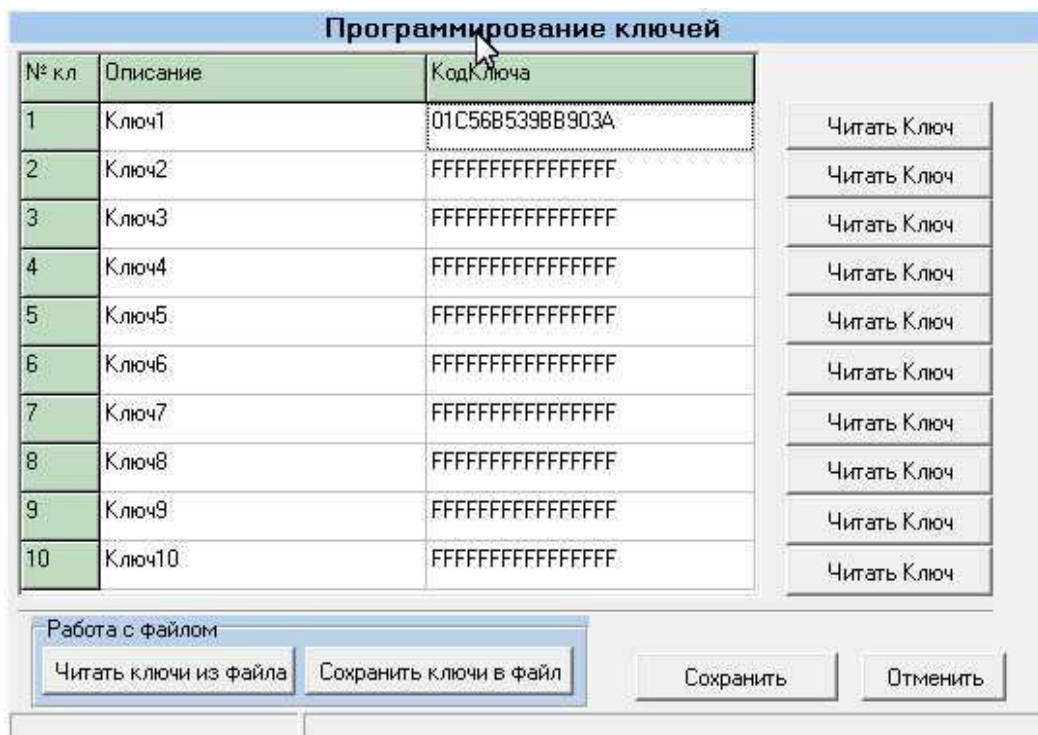 Программирование ключей
№ кл Описание КодКлюча
1 Ключ1 01C56B539BB903A Читать Ключ
2 Ключ2 FFFFFFFFFFFFFFFF Читать Ключ
3 Ключ3 FFFFFFFFFFFFFFFF Читать Ключ
4 Ключ4 FFFFFFFFFFFFFFFF Читать Ключ
5 Ключ5 FFFFFFFFFFFFFFFF Читать Ключ
6 Ключ6 FFFFFFFFFFFFFFFF Читать Ключ
7 Ключ7 FFFFFFFFFFFFFFFF Читать Ключ
8 Ключ8 FFFFFFFFFFFFFFFF Читать Ключ
9 Ключ9 FFFFFFFFFFFFFFFF Читать Ключ
10 Ключ10 FFFFFFFFFFFFFFFF Читать Ключ
Работа с файлом
Читать ключи из файла Сохранить ключи в файл Сохранить Отменить